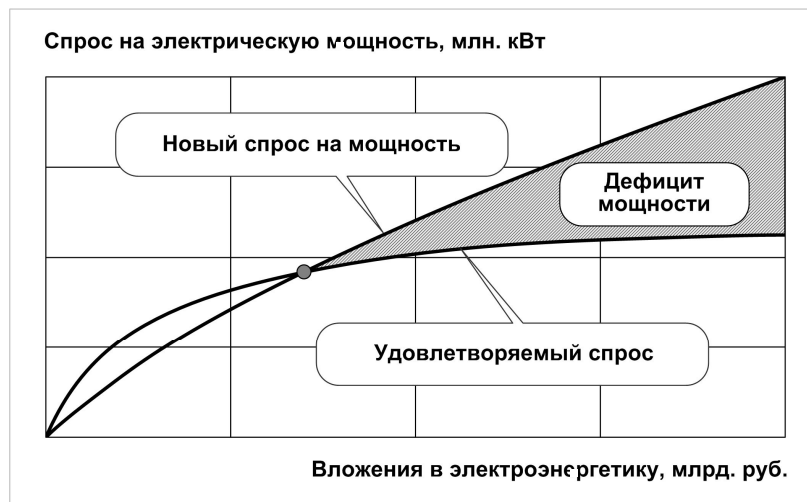 Спрос на электрическую мощность, млн. кВт
Новый спрос на мощность
Дефицит
мощности
Удовлетворяемый спрос
Вложения в электроэнергетику, млрд. руб.